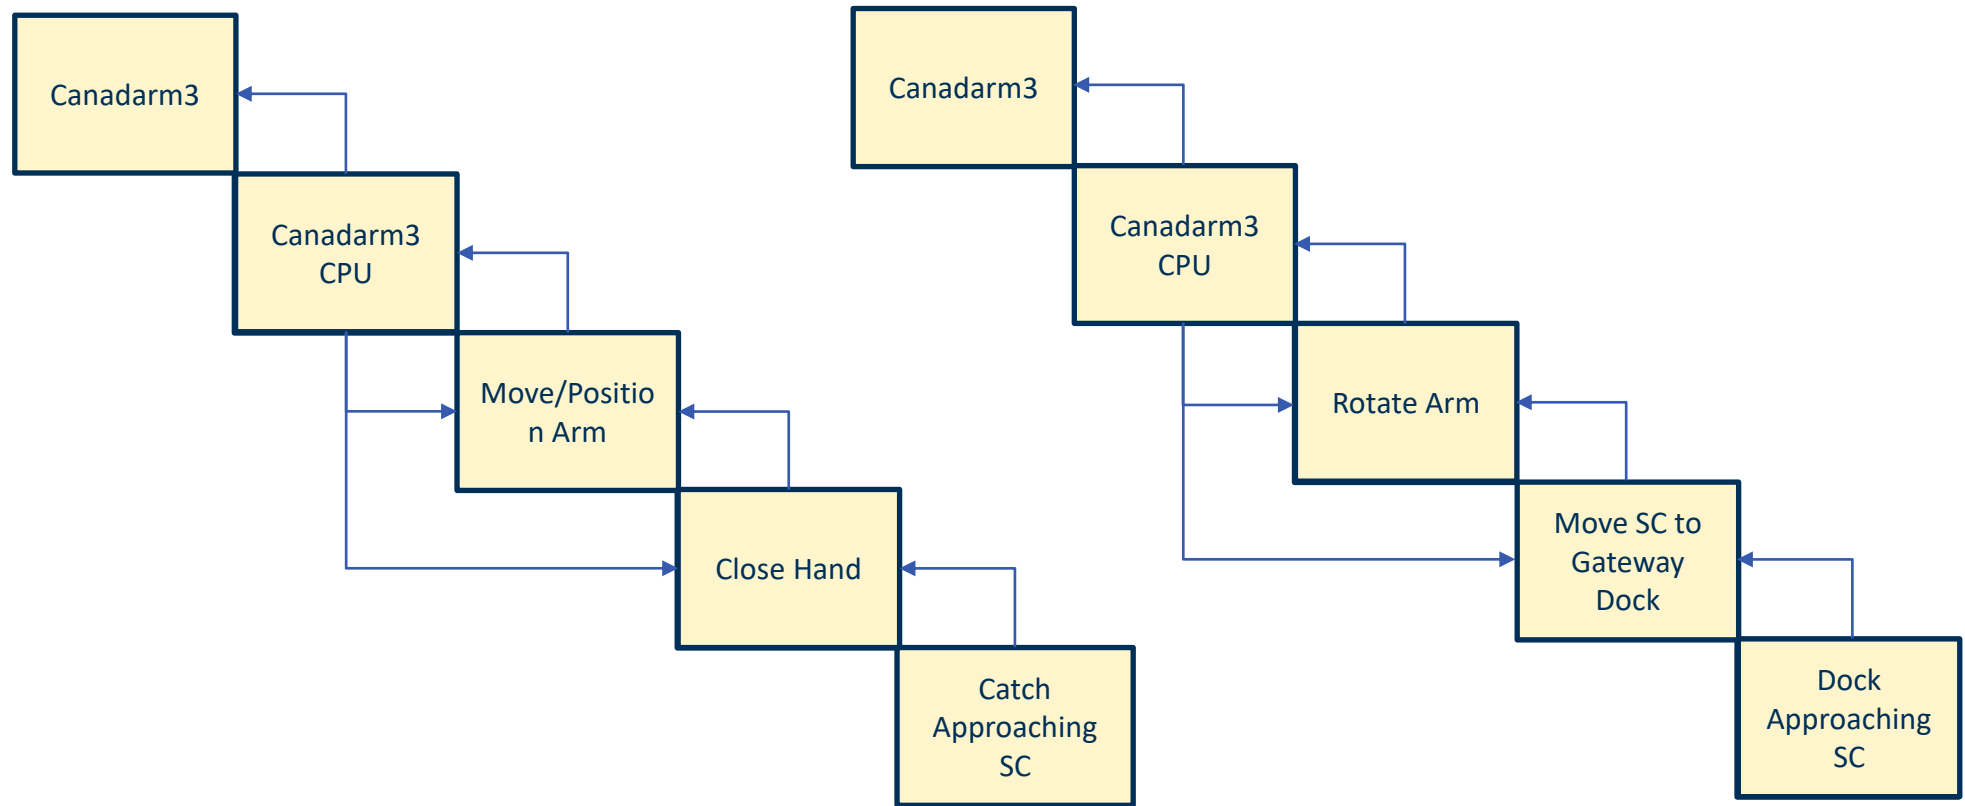 Canadarm3
Canadarm3
CPU
Move/Positio
n Arm
Close Hand
Catch
Approaching
SC
Canadarm3
Canadarm3
CPU
Rotate Arm
Move SC to
Gateway
Dock
Dock
Approaching
SC